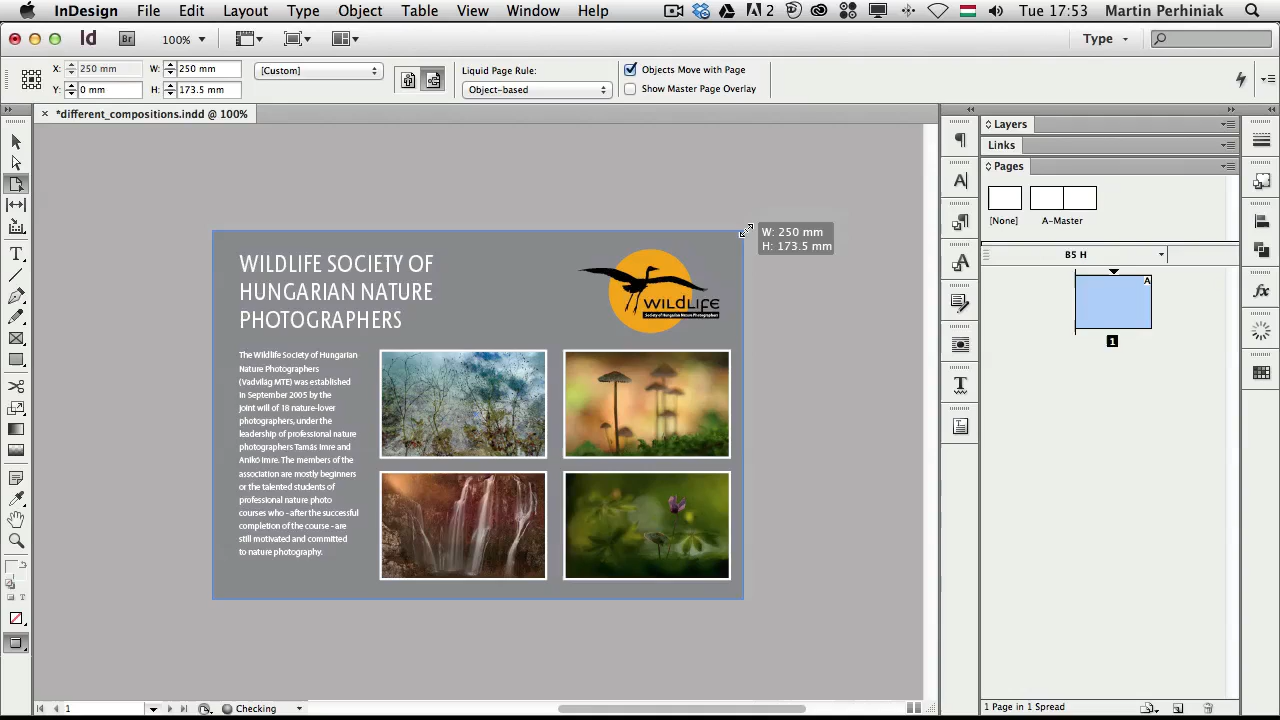 InDesign File Edit Layout Type Object Table View Window Help
2
Tue 17:53 Martin Perhiniak
Id Br 100% Type
X: 250 mm W: 250 mm [Custom] Liquid Page Rule: Objects Move with Page
Y: 0 mm H: 173.5 mm Object-based Show Master Page Overlay
*different_compositions.indd @ 100%
Layers
Links
Pages
[None] A-Master
B5 H
A
1
W: 250 mm
H: 173.5 mm
WILDLIFE SOCIETY OF
HUNGARIAN NATURE
PHOTOGRAPHERS
WILDLIFE
Society of Hungarian Nature Photographers
The Wildlife Society of Hungarian
Nature Photographers
(Vadvilág MTE) was established
in September 2005 by the
joint will of 18 nature-lover
photographers, under the
leadership of professional nature
photographers Tamás Imre and
Anikó Imre. The members of the
association are mostly beginners
or the talented students of
professional nature photo
courses who - after the successful
completion of the course - are
still motivated and committed
to nature photography.
1 Checking
1 Page in 1 Spread